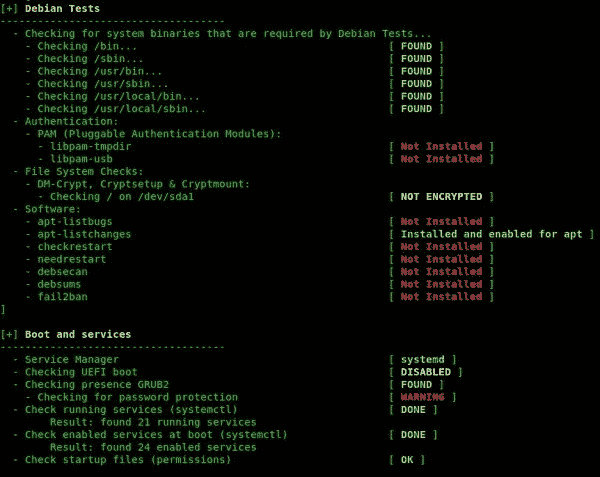 [+] Debian Tests
------------------------------------
  - Checking for system binaries that are required by Debian Tests...
    - Checking /bin...                                        [ FOUND ]
    - Checking /sbin...                                       [ FOUND ]
    - Checking /usr/bin...                                    [ FOUND ]
    - Checking /usr/sbin...                                   [ FOUND ]
    - Checking /usr/local/bin...                              [ FOUND ]
    - Checking /usr/local/sbin...                             [ FOUND ]
  - Authentication:
    - PAM (Pluggable Authentication Modules):
      - libpam-tmpdir                                         [ Not Installed ]
      - libpam-usb                                            [ Not Installed ]
  - File System Checks:
    - DM-Crypt, Cryptsetup & Cryptmount:
      - Checking / on /dev/sda1                               [ NOT ENCRYPTED ]
  - Software:
    - apt-listbugs                                            [ Not Installed ]
    - apt-listchanges                                         [ Installed and enabled for apt ]
    - checkrestart                                            [ Not Installed ]
    - needrestart                                             [ Not Installed ]
    - debsecan                                                [ Not Installed ]
    - debsums                                                 [ Not Installed ]
    - fail2ban                                                [ Not Installed ]
]
[+] Boot and services
------------------------------------
  - Service Manager                                           [ systemd ]
  - Checking UEFI boot                                        [ DISABLED ]
  - Checking presence GRUB2                                   [ FOUND ]
    - Checking for password protection                        [ WARNING ]
  - Check running services (systemctl)                        [ DONE ]
        Result: found 21 running services
  - Check enabled services at boot (systemctl)                [ DONE ]
        Result: found 24 enabled services
  - Check startup files (permissions)                         [ OK ]